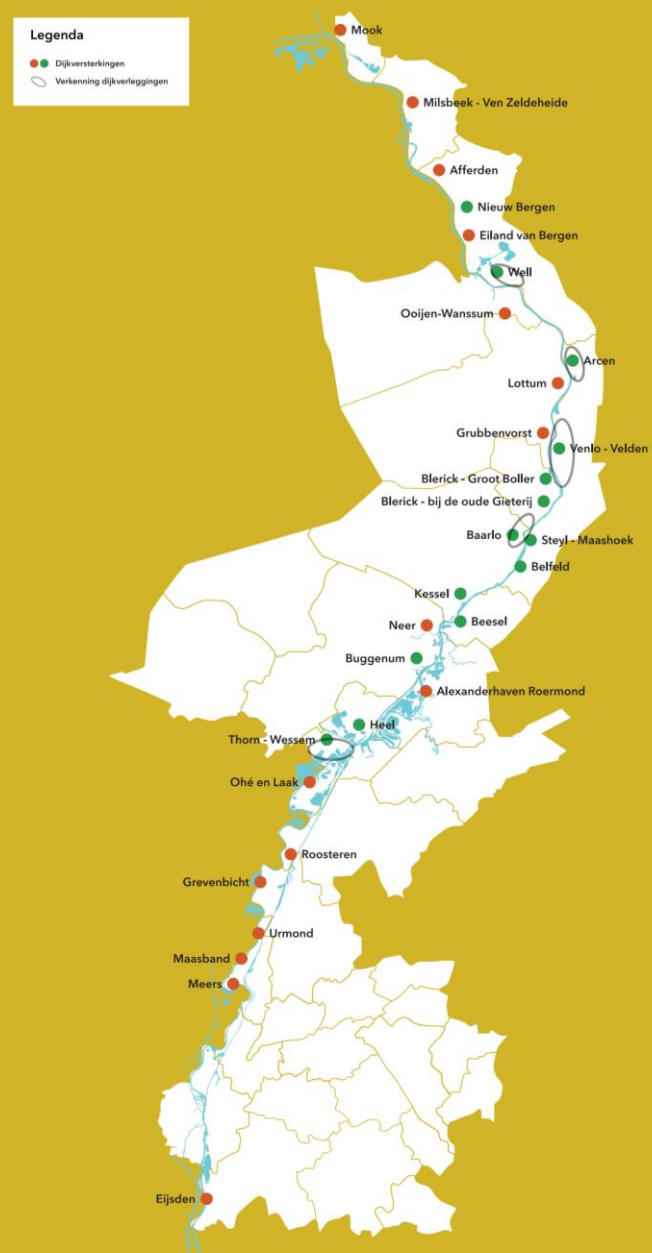 Legenda
Dijkversterkingen
Verkenning dijkverleggingen
Mook
Milsbeek - Ven Zeldeheide
Afferden
Nieuw Bergen
Eiland van Bergen
Well
Ooijen-Wanssum
Arcen
Lottum
Grubbenvorst
Venlo - Velden
Blerick - Groot Boller
Blerick - bij de oude Gieterij
Baarlo
Steyl - Maashoek
Belfeld
Kessel
Beesel
Neer
Buggenum
Alexanderhaven Roermond
Heel
Thorn - Wessem
Ohé en Laak
Roosteren
Grevenbicht
Urmond
Maasband
Meers
Eijsden